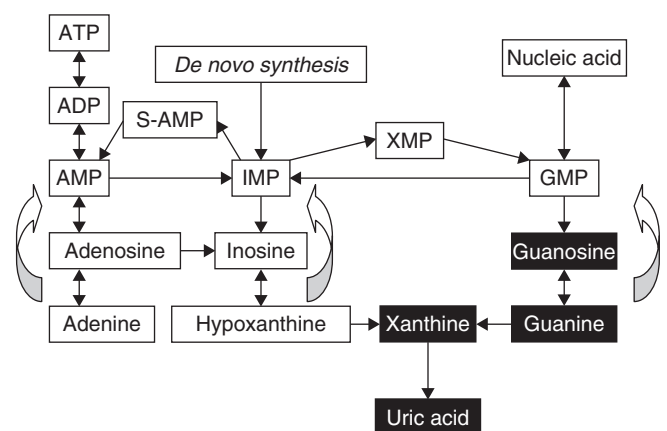 ATP
De novo synthesis
Nucleic acid
ADP
S-AMP
XMP
AMP
IMP
GMP
Adenosine
Inosine
Guanosine
Adenine
Hypoxanthine
Xanthine
Guanine
Uric acid